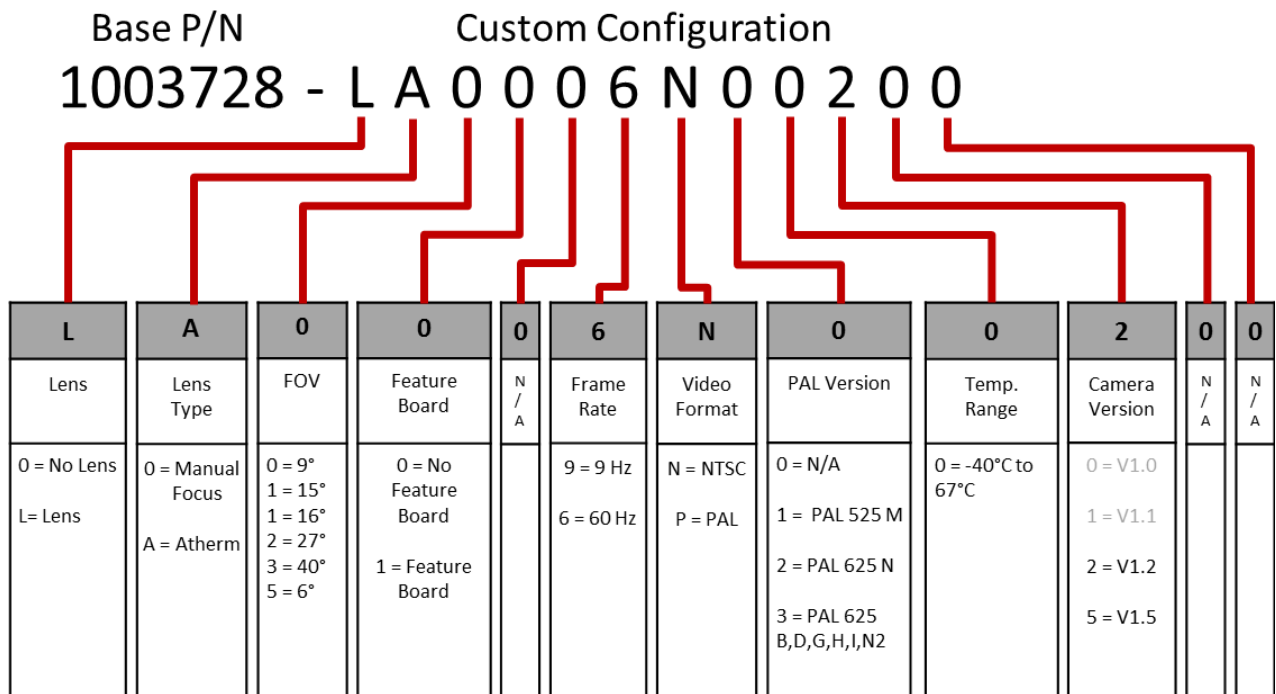 Base P/N
Custom Configuration
1003728 - L A 0 0 0 6 N 0 0 2 0 0
L
A
0
0
0
6
N
0
0
2
0
0
Lens
Lens
Type
FOV
Feature
Board
N
/
A
Frame
Rate
Video
Format
PAL Version
Temp.
Range
Camera
Version
N
/
A
N
/
A
0 = No Lens
L= Lens
0 = Manual
Focus
A = Atherm
0 = 9°
1 = 15°
1 = 16°
2 = 27°
3 = 40°
5 = 6°
0 = No
Feature
Board
1 = Feature
Board
9 = 9 Hz
6 = 60 Hz
N = NTSC
P = PAL
0 = N/A
1 = PAL 525 M
2 = PAL 625 N
3 = PAL 625
B,D,G,H,I,N2
0 = -40°C to
67°C
0 = V1.0
1 = V1.1
2 = V1.2
5 = V1.5